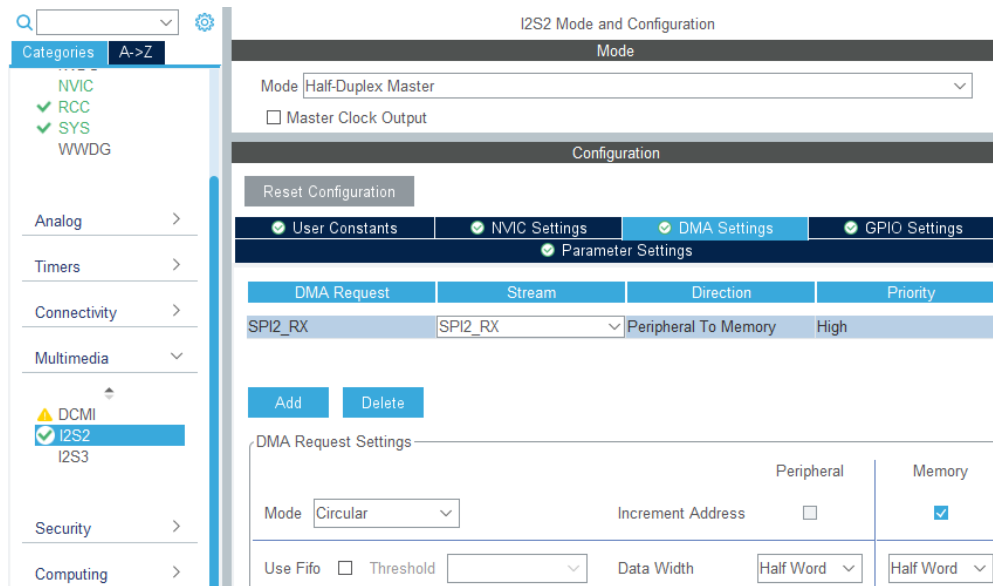 I2S2 Mode and Configuration
Categories A->Z
Mode
NVIC
RCC
SYS
WWDG
Mode Half-Duplex Master
Master Clock Output
Configuration
Reset Configuration
Analog
Timers
Connectivity
Multimedia
DCMI
I2S2
I2S3
Security
Computing
User Constants NVIC Settings DMA Settings GPIO Settings
Parameter Settings
DMA Request Stream Direction Priority
SPI2_RX SPI2_RX Peripheral To Memory High
Add Delete
DMA Request Settings
Peripheral Memory
Mode Circular Increment Address
Use Fifo Threshold Data Width Half Word Half Word